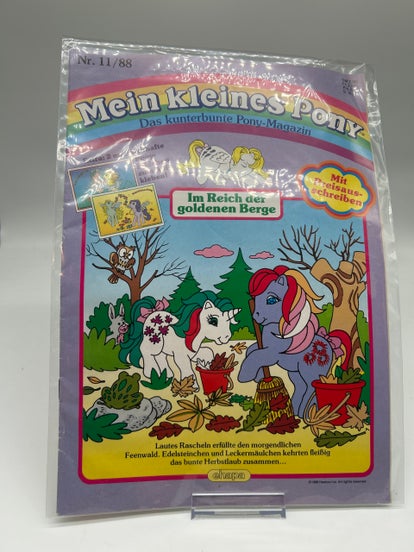 Nr. 11/88
Mein kleines Pony
Das kunterbunte Pony-Magazin
Mit
Preisaus-
schreiben
Im Reich der
goldenen Berge
Lautes Rascheln erfüllte den morgendlichen
Feenwald. Edelsteinchen und Leckermäulchen kehrten fleißig
das bunte Herbstlaub zusammen...
ehapa